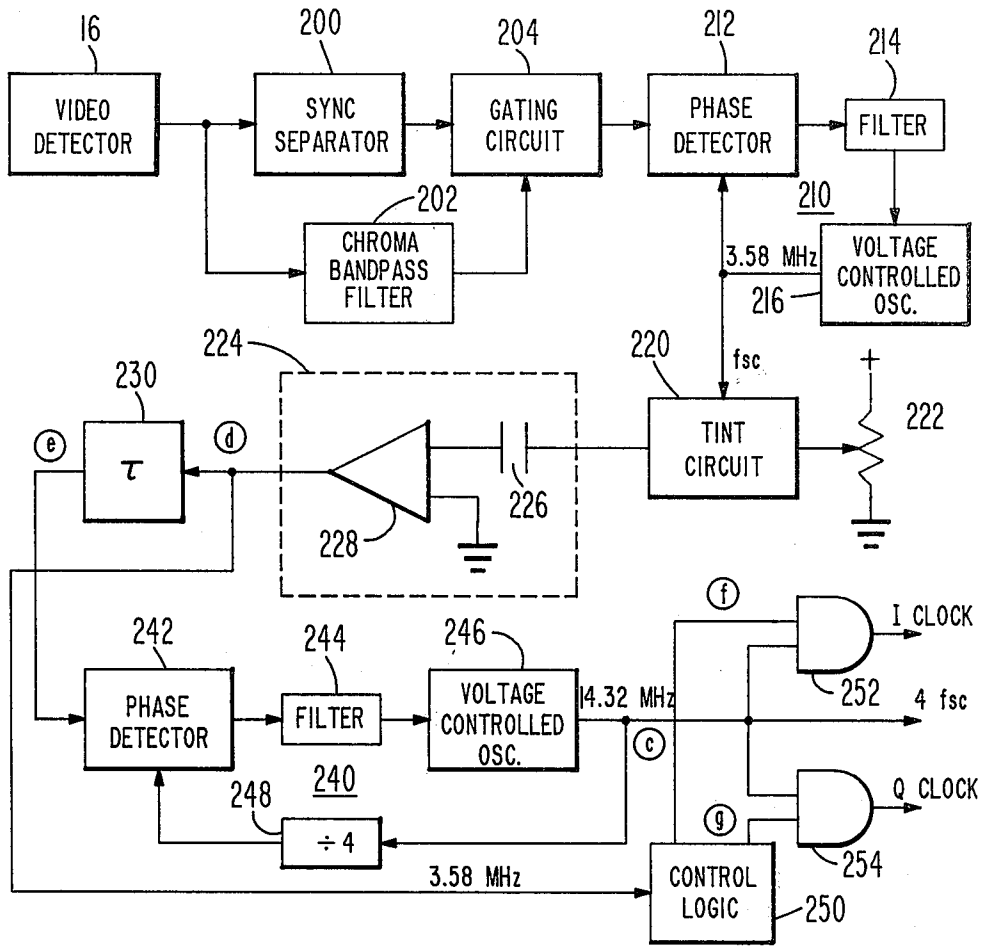 16
200
204
212
214
VIDEO
DETECTOR
SYNC
SEPARATOR
GATING
CIRCUIT
PHASE
DETECTOR
FILTER
202
210
CHROMA
BANDPASS
FILTER
3.58 MHz
216
VOLTAGE
CONTROLLED
OSC.
224
220
fsc
+
230
222
e
d
τ
TINT
CIRCUIT
226
228
f
I CLOCK
242
244
246
252
PHASE
DETECTOR
FILTER
VOLTAGE
CONTROLLED
OSC.
14.32 MHz
4 fsc
c
240
248
÷ 4
g
Q CLOCK
254
3.58 MHz
CONTROL
LOGIC
250